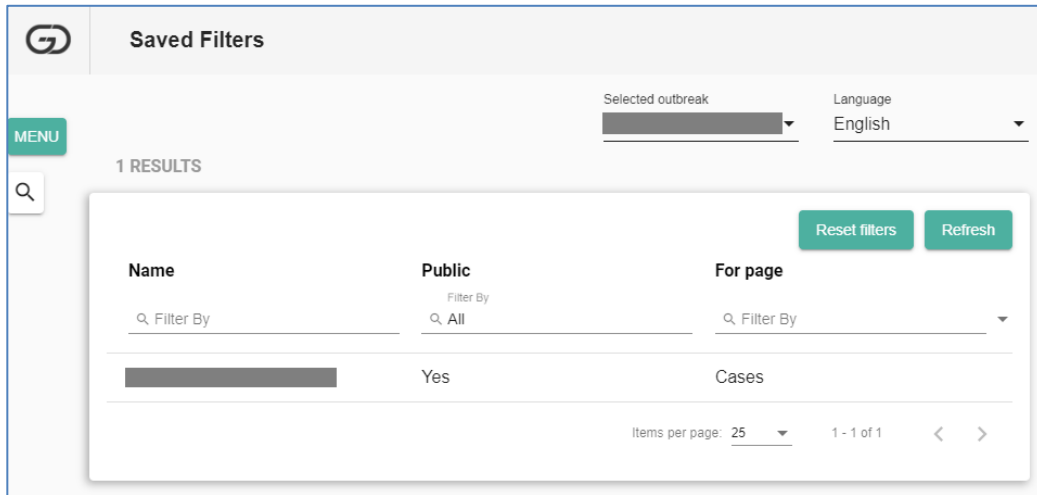 Saved Filters
Selected outbreak Language
English
MENU
1 RESULTS
Reset filters Refresh
Name Public For page
Filter By
Filter By All Filter By
Yes Cases
Items per page: 25 1 - 1 of 1